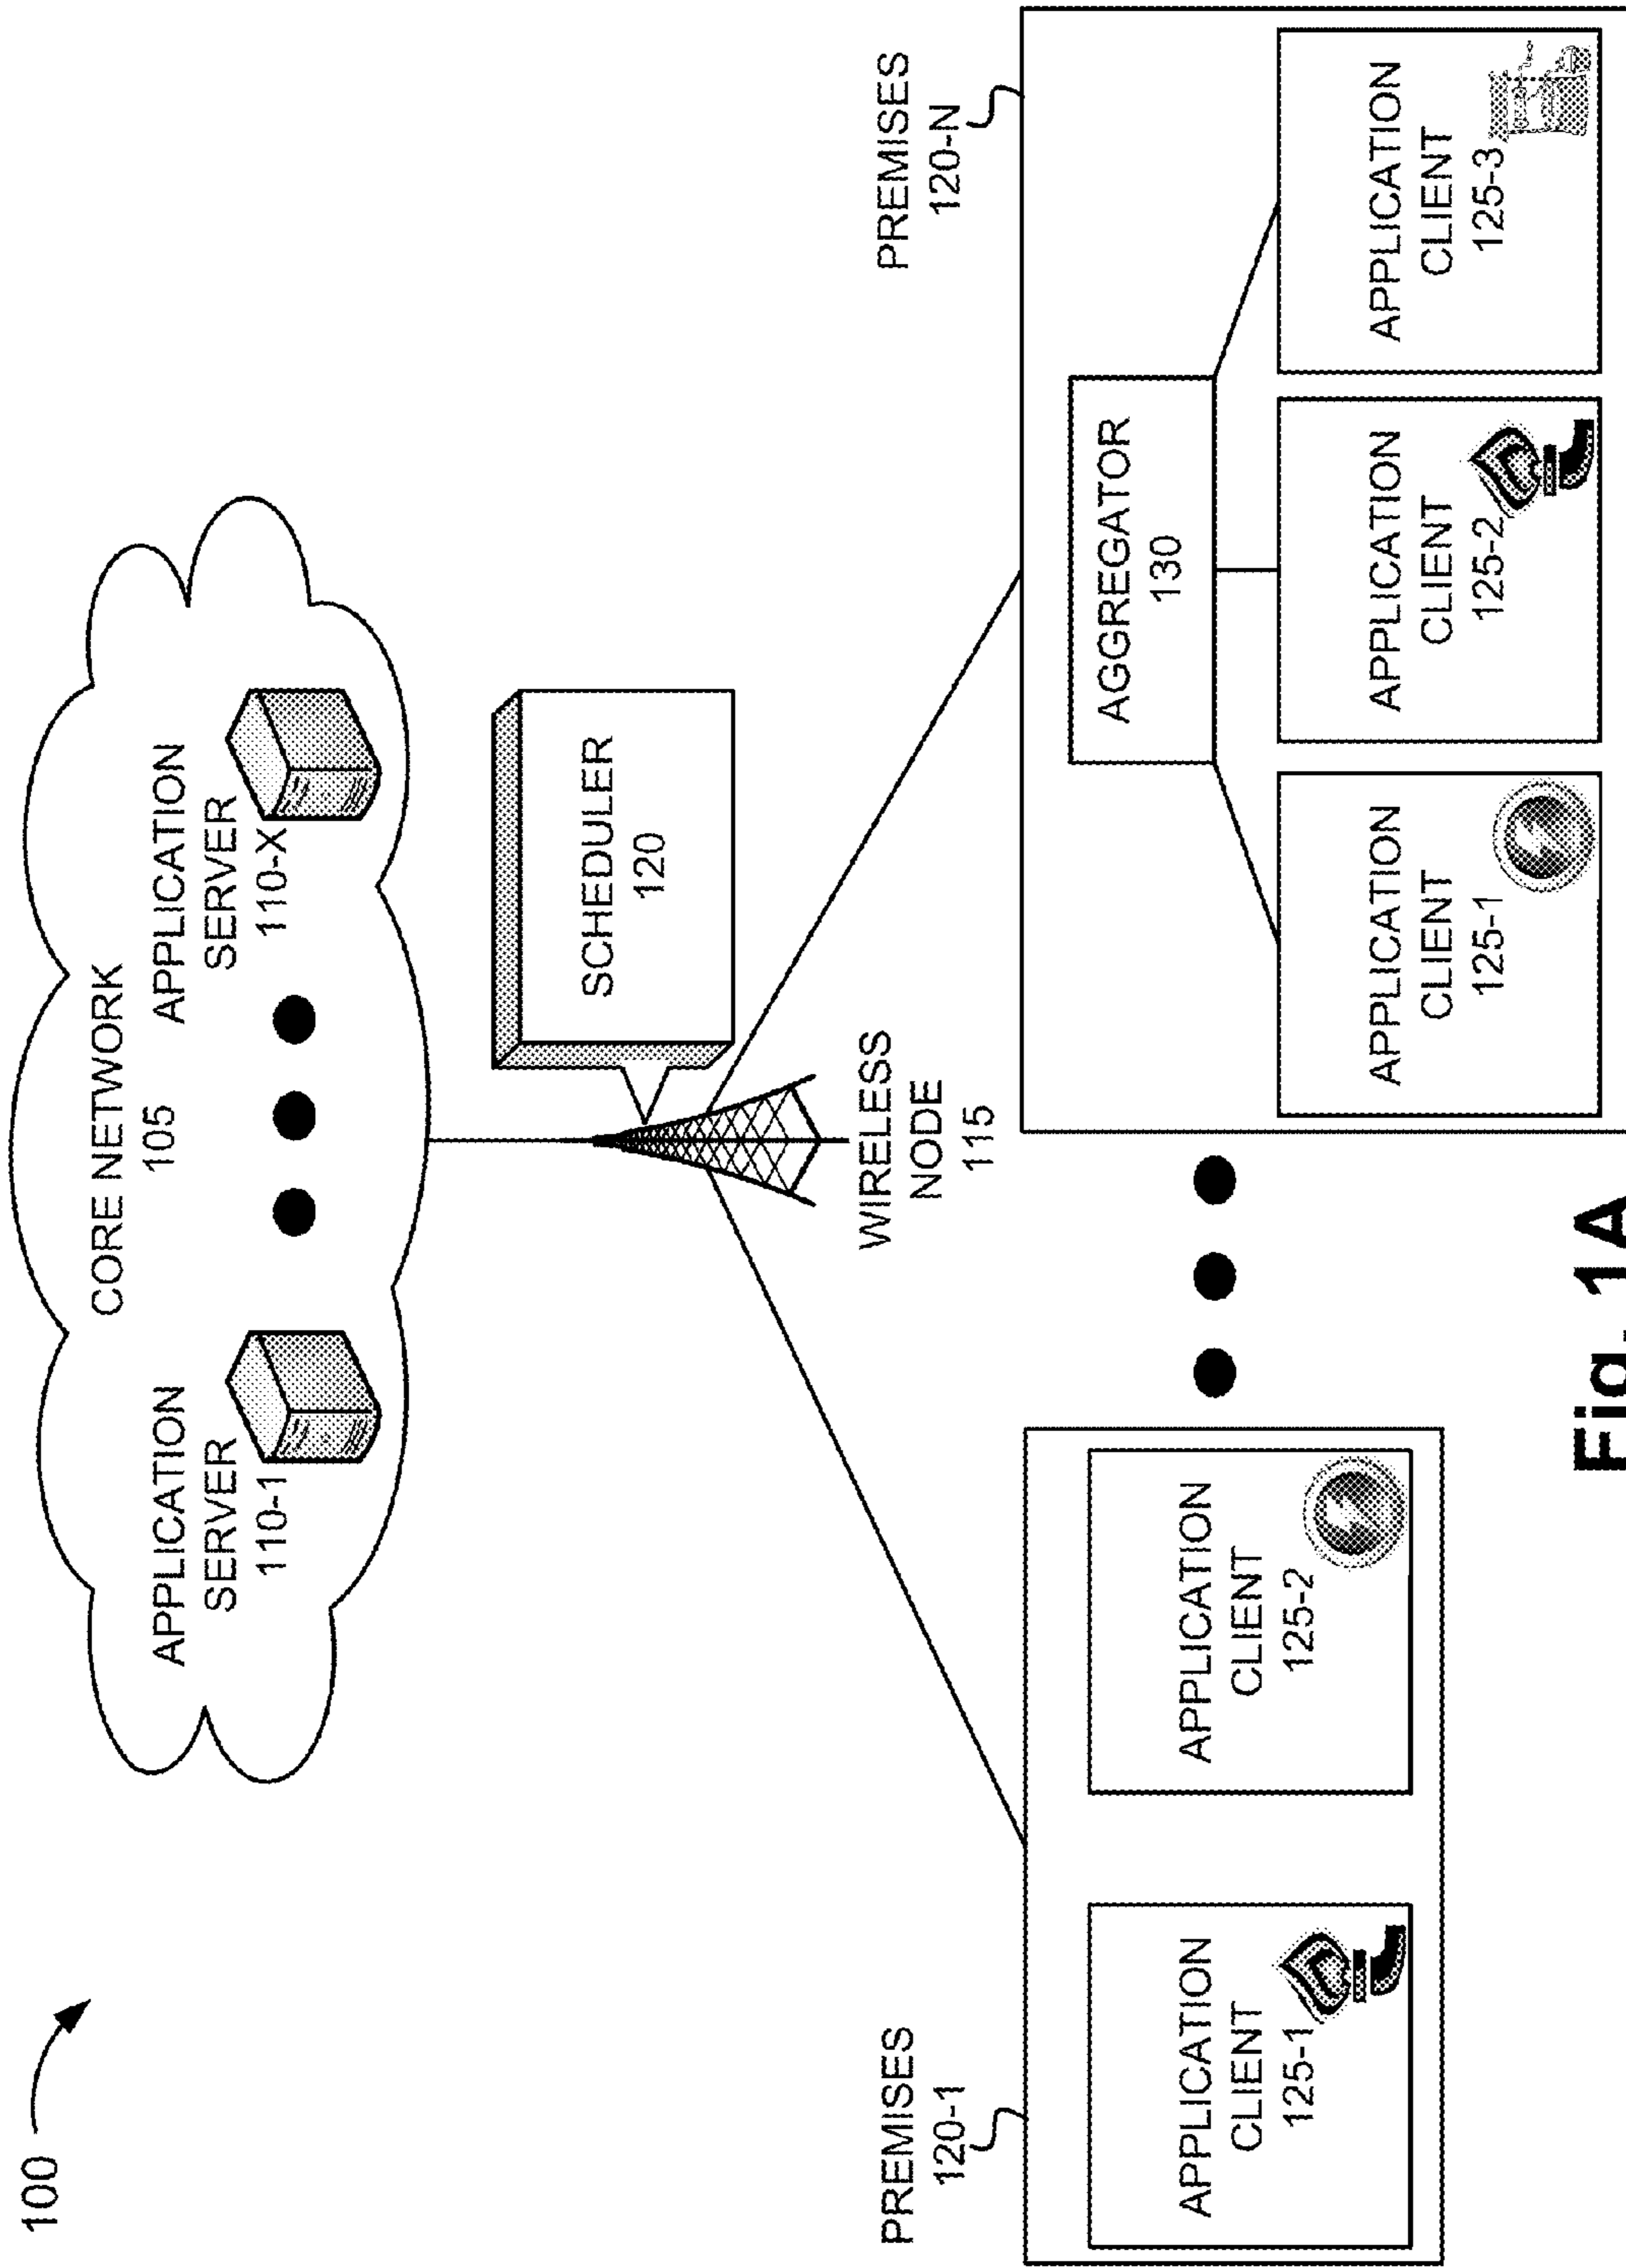 100
CORE NETWORK
105
APPLICATION
SERVER
110-1
APPLICATION
SERVER
110-X
SCHEDULER
120
WIRELESS
NODE
115
PREMISES
120-1
APPLICATION
CLIENT
125-1
APPLICATION
CLIENT
125-2
PREMISES
120-N
AGGREGATOR
130
APPLICATION
CLIENT
125-1
APPLICATION
CLIENT
125-2
APPLICATION
CLIENT
125-3
Fig. 1A